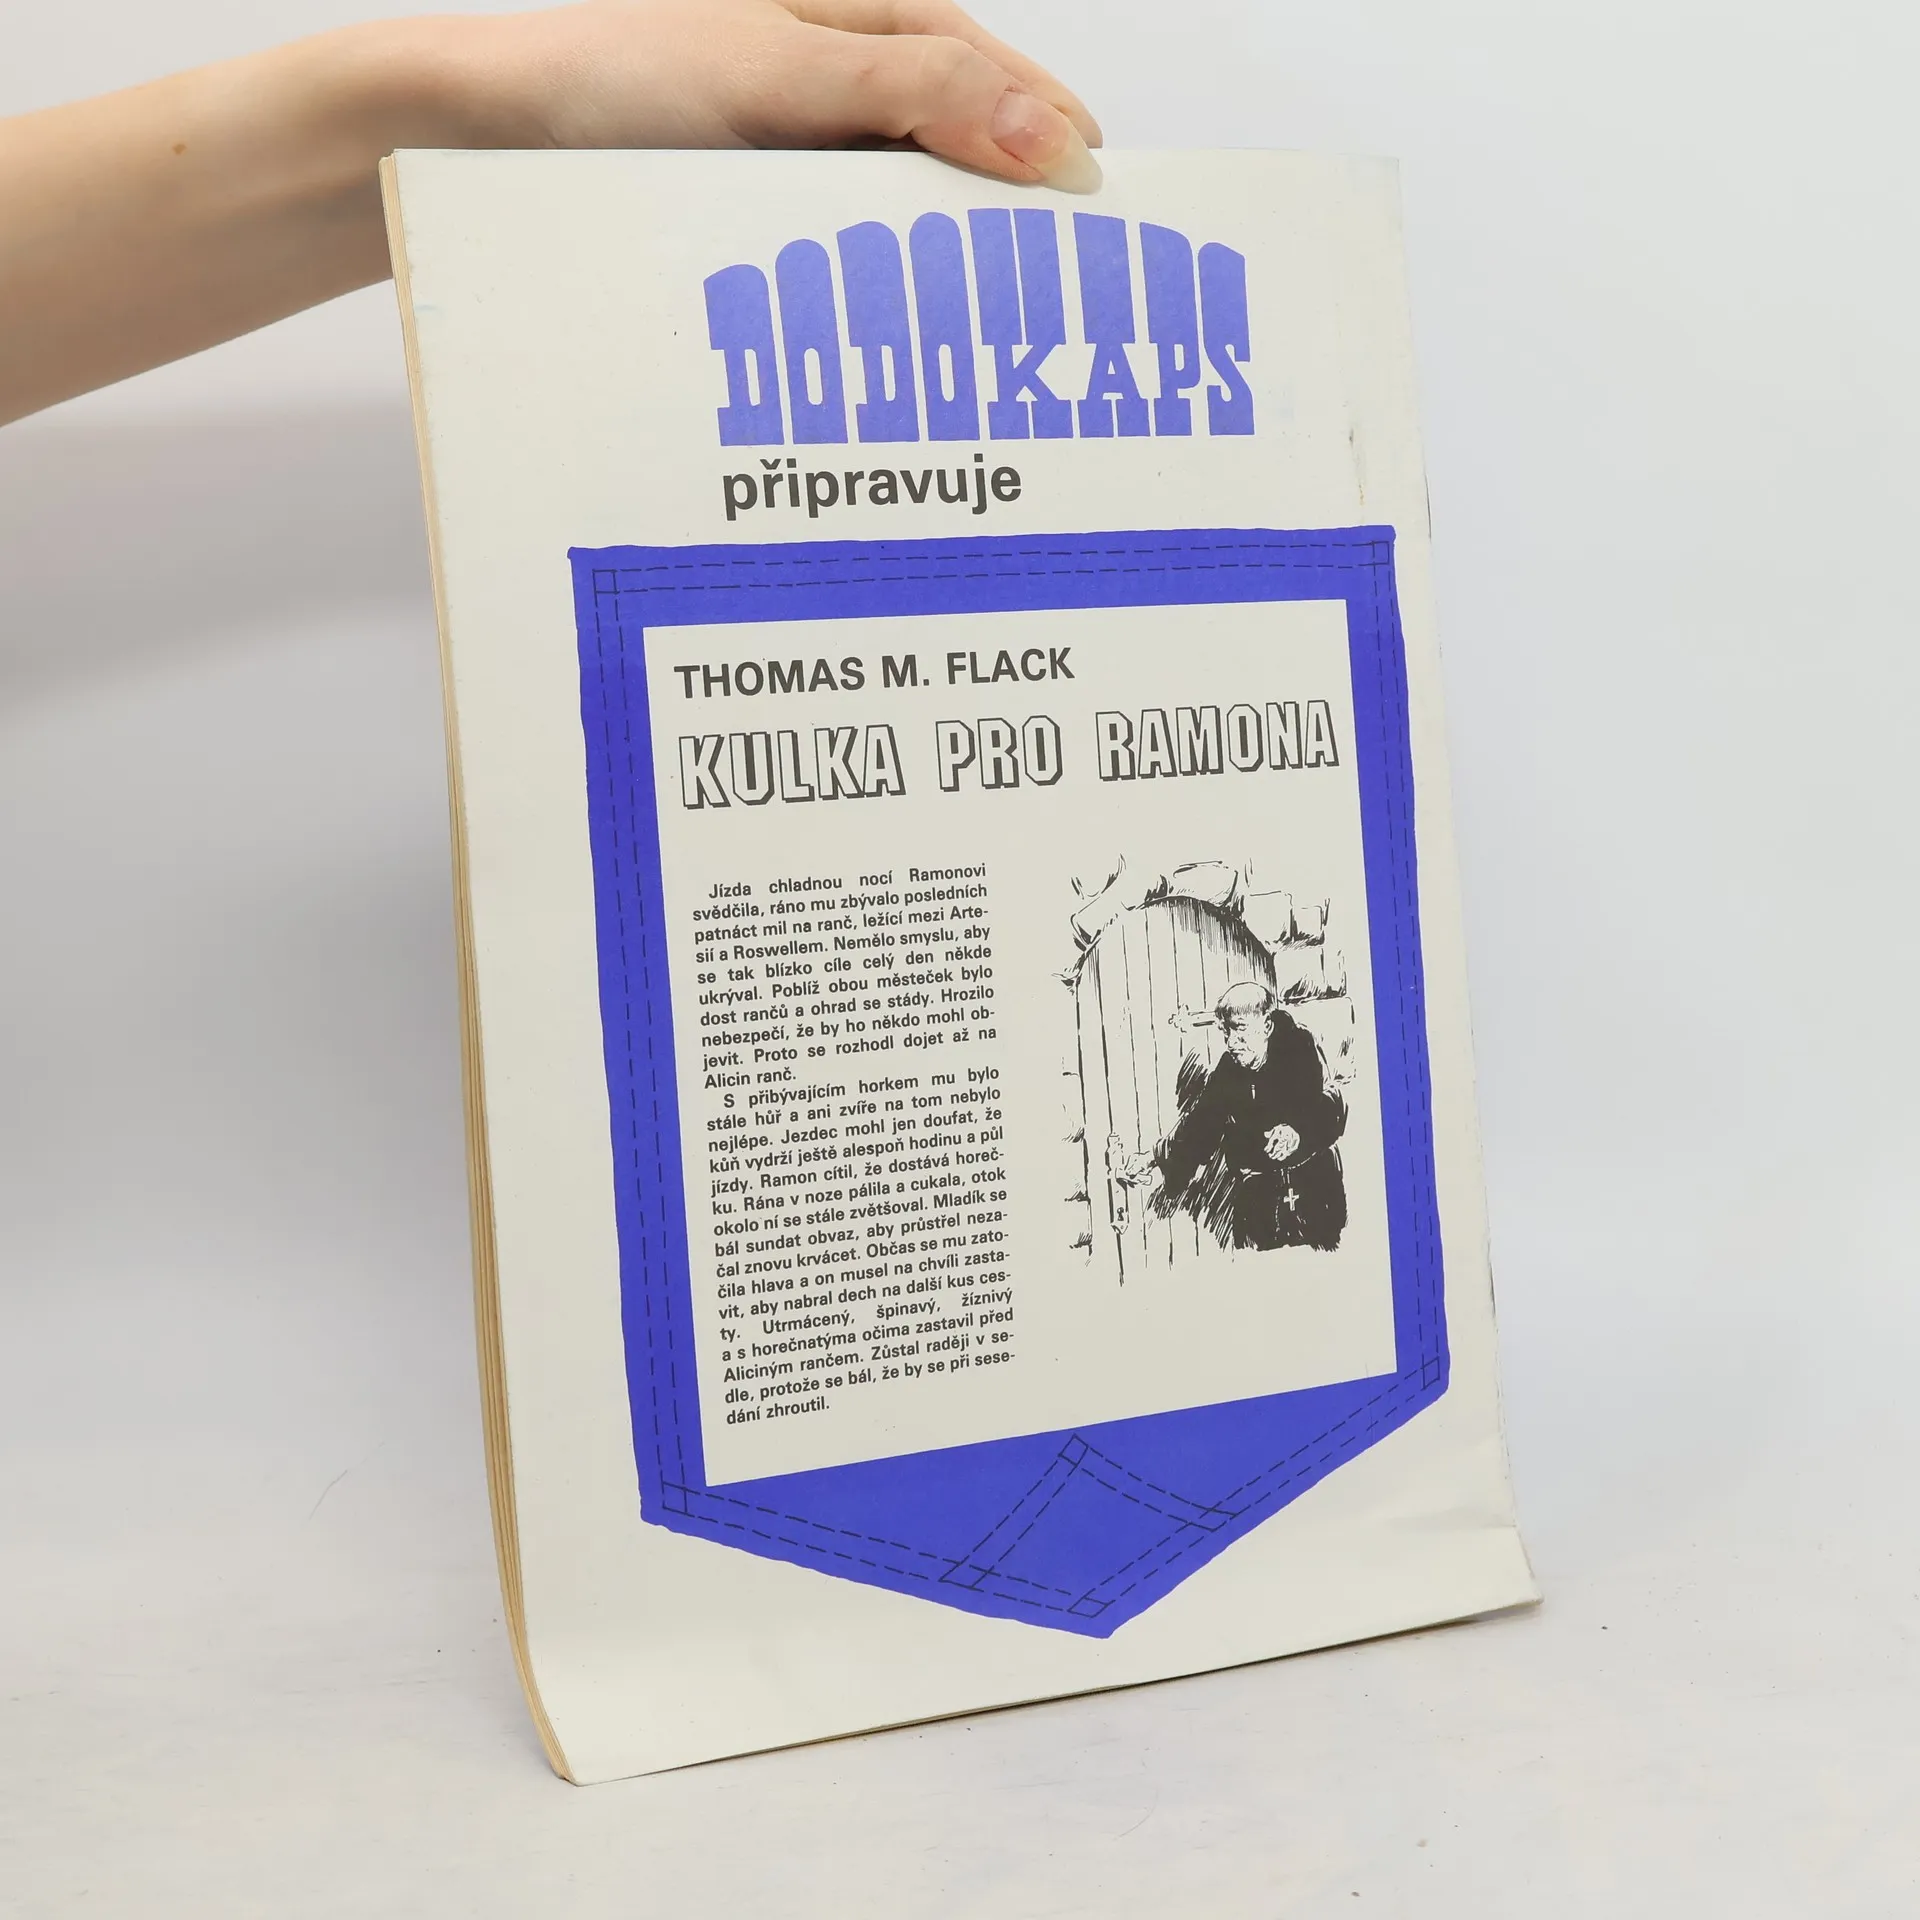 DODOKAPS
připravuje
THOMAS M. FLACK
KULKA PRO RAMONA
Jízda chladnou nocí Ramonovi
svědčila, ráno mu zbývalo posledních
patnáct mil na ranč, ležící mezi Arte-
sií a Roswellem. Nemělo smyslu, aby
se tak blízko cíle celý den někde
ukrýval. Poblíž obou městeček bylo
dost rančů a ohrad se stády. Hrozilo
nebezpečí, že by ho někdo mohl ob-
jevit. Proto se rozhodl dojet až na
Alicin ranč.
S přibývajícím horkem mu bylo
stále hůř a ani zvíře na tom nebylo
nejlépe. Jezdec mohl jen doufat, že
kůň vydrží ještě alespoň hodinu a půl
jízdy. Ramon cítil, že dostává horeč-
ku. Rána v noze pálila a cukala, otok
okolo ní se stále zvětšoval. Mladík se
bál sundat obvaz, aby průstřel neza-
čal znovu krvácet. Občas se mu zato-
čila hlava a on musel na chvíli zasta-
vit, aby nabral dech na další kus ces-
ty. Utrmácený, špinavý, žíznivý
a s horečnatýma očima zastavil před
Aliciným rančem. Zůstal raději v se-
dle, protože se bál, že by se při sese-
dání zhroutil.